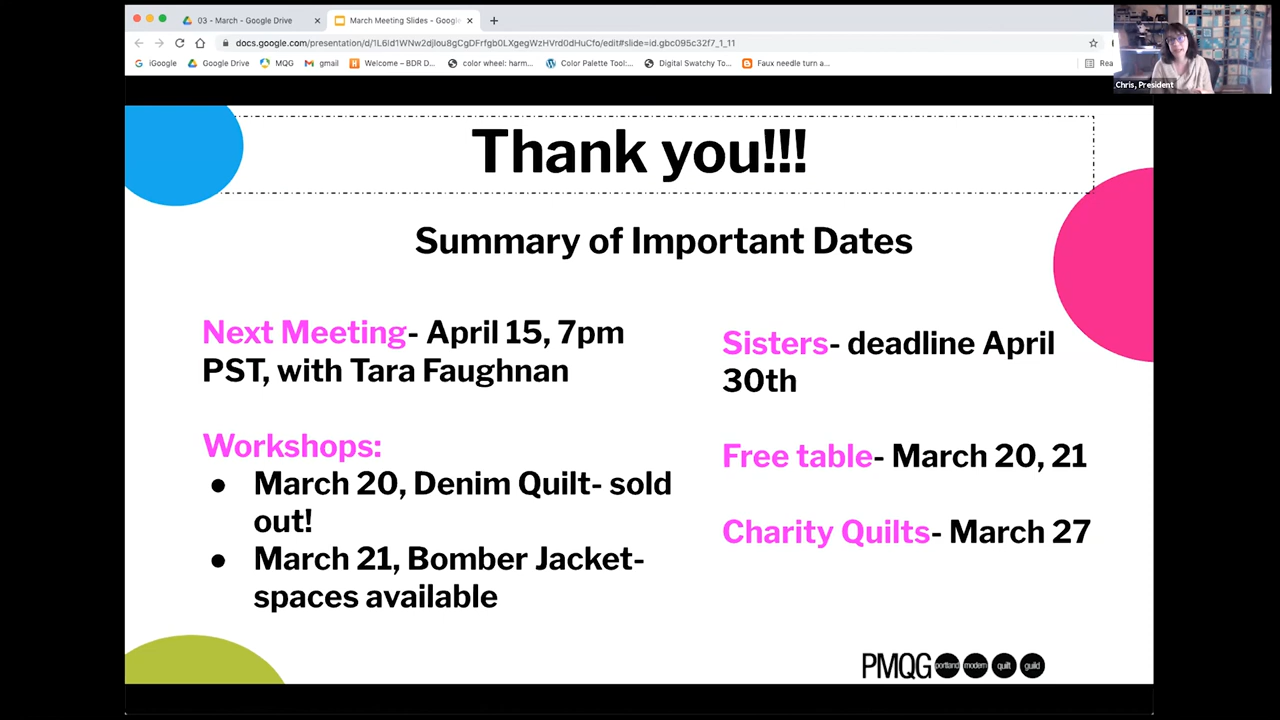 03 - March - Google Drive
March Meeting Slides - Google
docs.google.com/presentation/d/1L6Id1WNw2djlou8gCgDFrfgb0LXgegWzHVrd0dHuCfo/edit#slide=id.gbc095c32f7_1_11
iGoogle
Google Drive
MQG
gmail
Welcome – BDR D...
color wheel: harm...
Color Palette Tool:...
Digital Swatchy To...
Faux needle turn a...
Rea
Chris, President
Thank you!!!
Summary of Important Dates
Next Meeting- April 15, 7pm
PST, with Tara Faughnan
Workshops:
● March 20, Denim Quilt- sold
out!
● March 21, Bomber Jacket-
spaces available
Sisters- deadline April
30th
Free table- March 20, 21
Charity Quilts- March 27
PMQG portland modern quilt guild